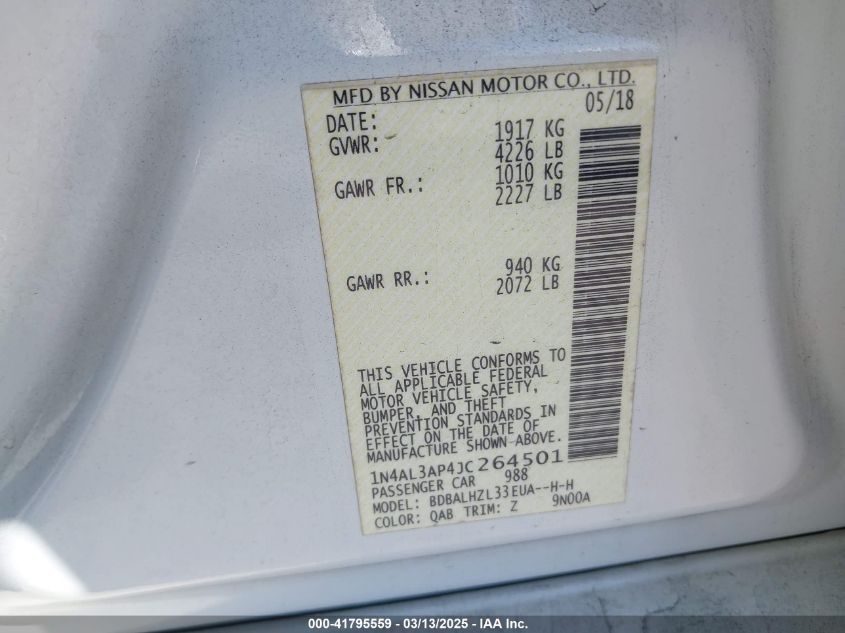 MFD BY NISSAN MOTOR CO., LTD.
DATE: 05/18
GVWR: 1917 KG
4226 LB
GAWR FR.: 1010 KG
2227 LB
GAWR RR.: 940 KG
2072 LB
THIS VEHICLE CONFORMS TO
ALL APPLICABLE FEDERAL
MOTOR VEHICLE SAFETY,
BUMPER, AND THEFT
PREVENTION STANDARDS IN
EFFECT ON THE DATE OF
MANUFACTURE SHOWN ABOVE.
1N4AL3AP4JC264501
PASSENGER CAR 988
MODEL: BDBALHZL33EUA--H-H
COLOR: QAB TRIM: Z 9N00A
000-41795559 - 03/13/2025 - IAA Inc.